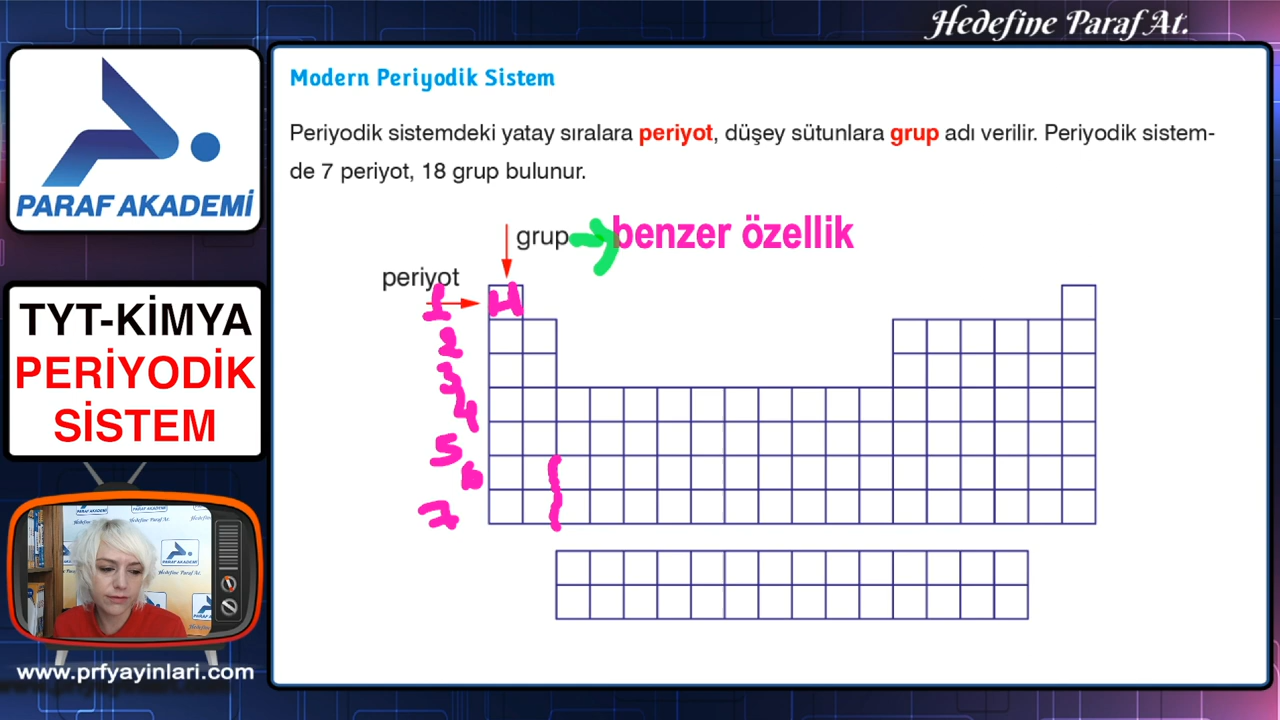 Hedefine Paraf At.
PARAF AKADEMİ
TYT-KİMYA
PERİYODİK
SİSTEM
www.prfyayinlari.com
Modern Periyodik Sistem
Periyodik sistemdeki yatay sıralara periyot, düşey sütunlara grup adı verilir. Periyodik sistem-
de 7 periyot, 18 grup bulunur.
grup benzer özellik
periyot
1 H
2
3
4
5
6
7